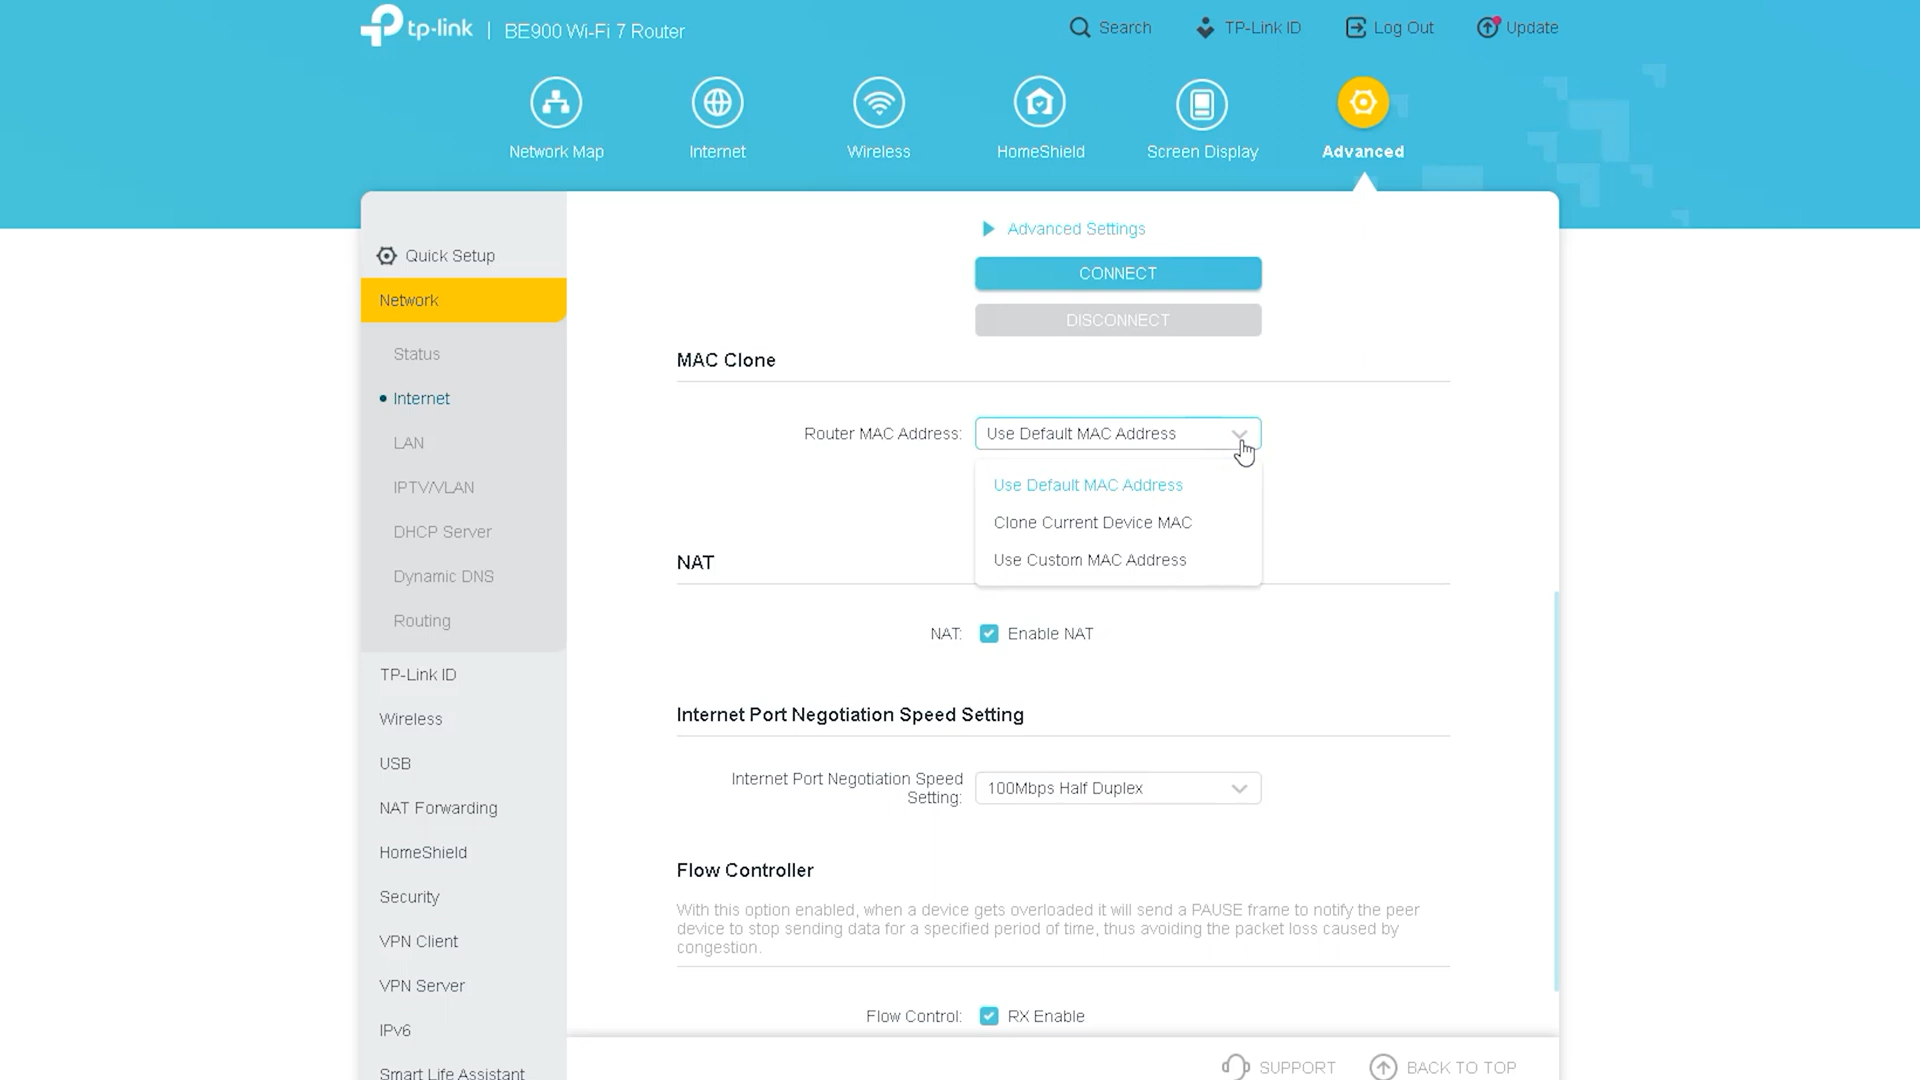 tp-link | BE900 Wi-Fi 7 Router
Search
TP-Link ID
Log Out
Update
Network Map
Internet
Wireless
HomeShield
Screen Display
Advanced
Quick Setup
Network
Status
Internet
LAN
IPTV/VLAN
DHCP Server
Dynamic DNS
Routing
TP-Link ID
Wireless
USB
NAT Forwarding
HomeShield
Security
VPN Client
VPN Server
IPv6
Smart Life Assistant
Advanced Settings
CONNECT
DISCONNECT
MAC Clone
Router MAC Address: Use Default MAC Address
Use Default MAC Address
Clone Current Device MAC
Use Custom MAC Address
NAT
NAT: Enable NAT
Internet Port Negotiation Speed Setting
Internet Port Negotiation Speed
Setting: 100Mbps Half Duplex
Flow Controller
With this option enabled, when a device gets overloaded it will send a PAUSE frame to notify the peer
device to stop sending data for a specified period of time, thus avoiding the packet loss caused by
congestion.
Flow Control: RX Enable
SUPPORT
BACK TO TOP